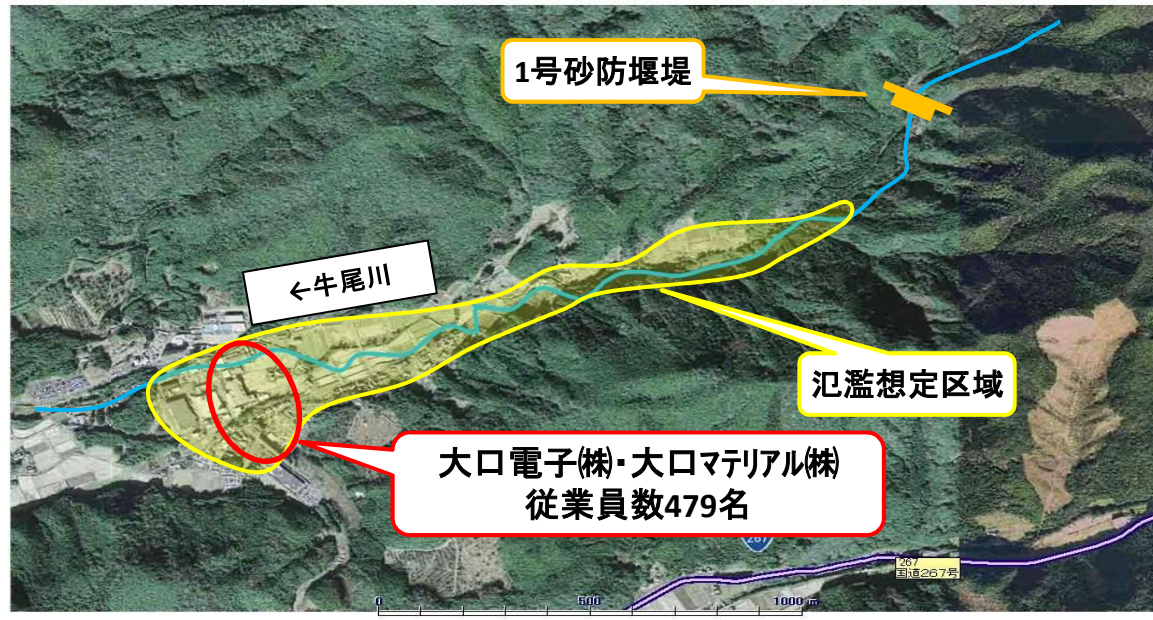 1号砂防堰堤
←牛尾川
氾濫想定区域
大口電子㈱・大口マテリアル㈱
従業員数479名
267
267
国道267号
0 500 1000 m